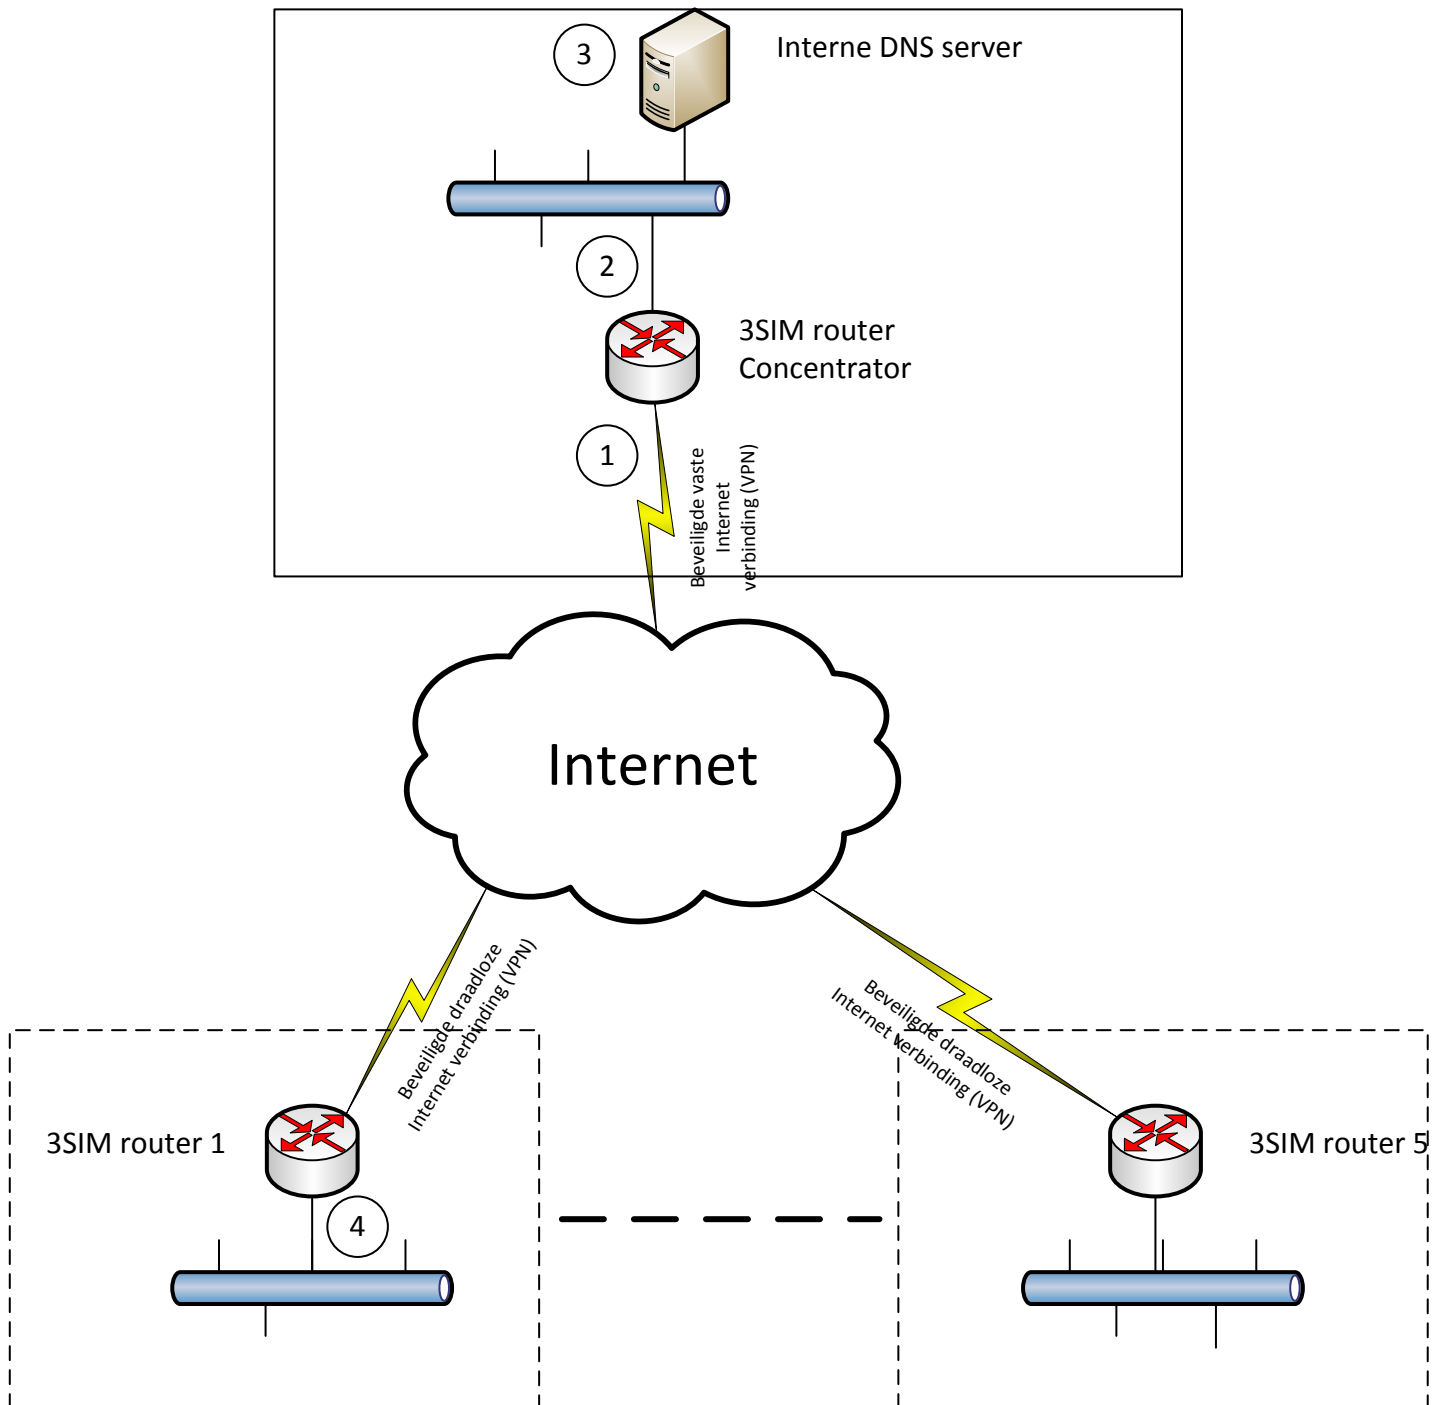 3
Interne DNS server
2
3SIM router
Concentrator
1
Beveiligde vaste
Internet
verbinding (VPN)
Internet
Beveiligde draadloze
Internet verbinding (VPN)
Beveiligde draadloze
Internet verbinding (VPN)
3SIM router 1
3SIM router 5
4